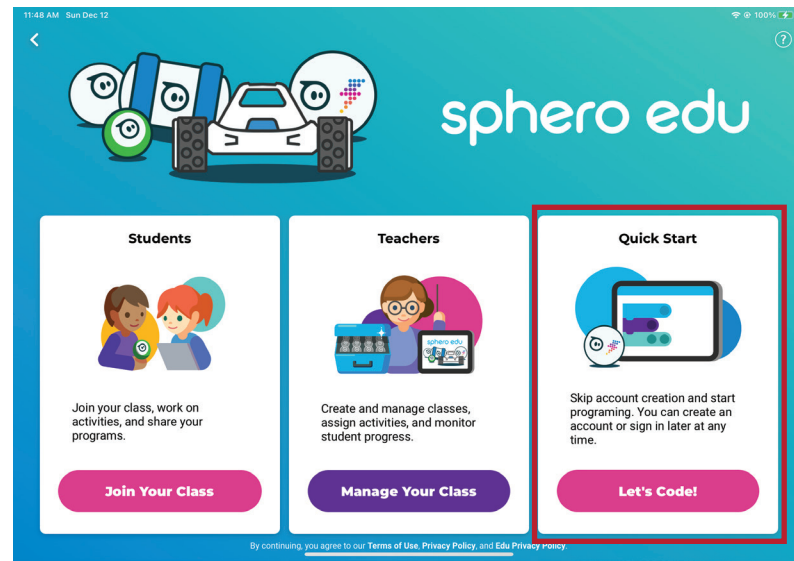 11:48 AM Sun Dec 12
100%
?
sphero edu
Students
Join your class, work on
activities, and share your
programs.
Join Your Class
Teachers
sphero edu
Create and manage classes,
assign activities, and monitor
student progress.
Manage Your Class
Quick Start
Skip account creation and start
programing. You can create an
account or sign in later at any
time.
Let's Code!
By continuing, you agree to our Terms of Use, Privacy Policy, and Edu Privacy Policy.